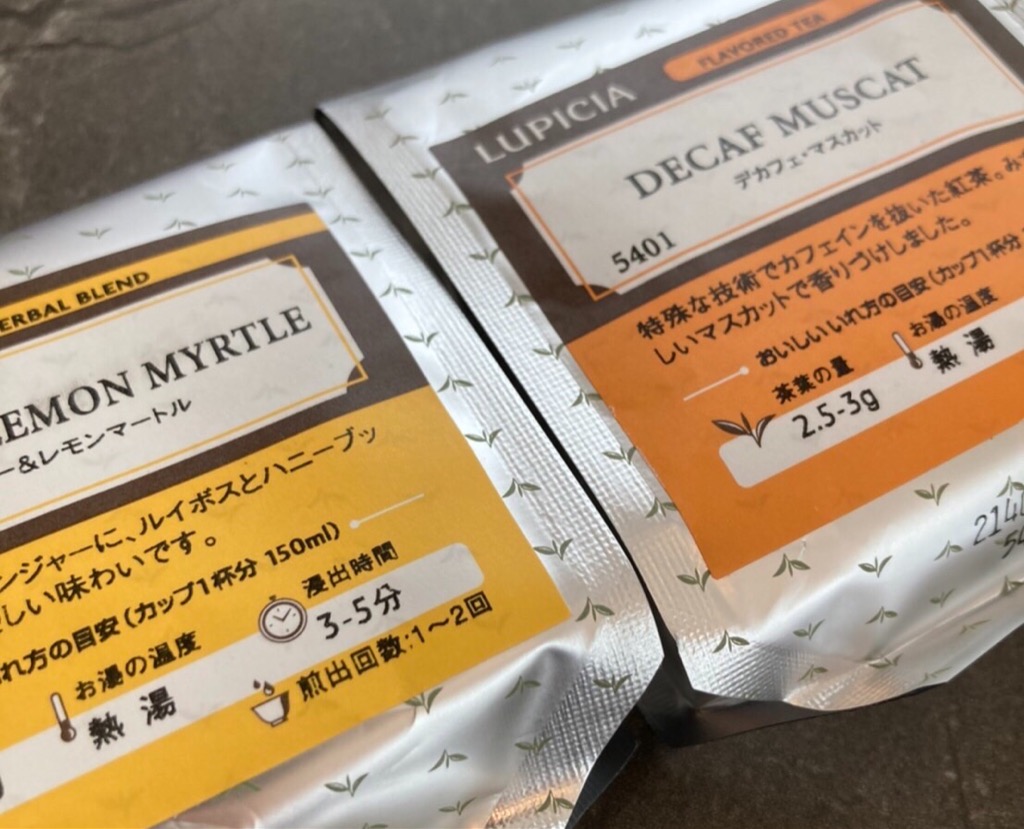 HERBAL BLEND
LEMON MYRTLE
ー&レモンマートル
ンジャーに、ルイボスとハニーブッ
しい味わいです。
れ方の目安(カップ1杯分 150ml)
お湯の温度
熱湯
浸出時間
3-5分
煎出回数:1～2回
LUPICIA
FLAVORED TEA
DECAF MUSCAT
デカフェ・マスカット
5401
特殊な技術でカフェインを抜いた紅茶。みず
しいマスカットで香りづけしました。
おいしいいれ方の目安(カップ1杯分
茶葉の量
2.5-3g
お湯の温度
熱湯